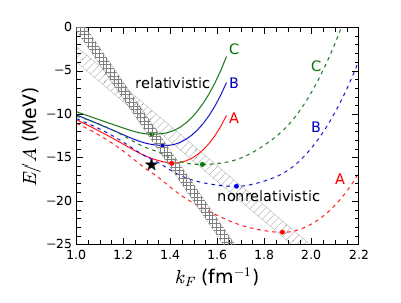 0
−5
−10
−15
−20
−25
E/A (MeV)
1.0
1.2
1.4
1.6
1.8
2.0
2.2
k_F (fm⁻¹)
C
relativistic
B
A
C
B
A
nonrelativistic